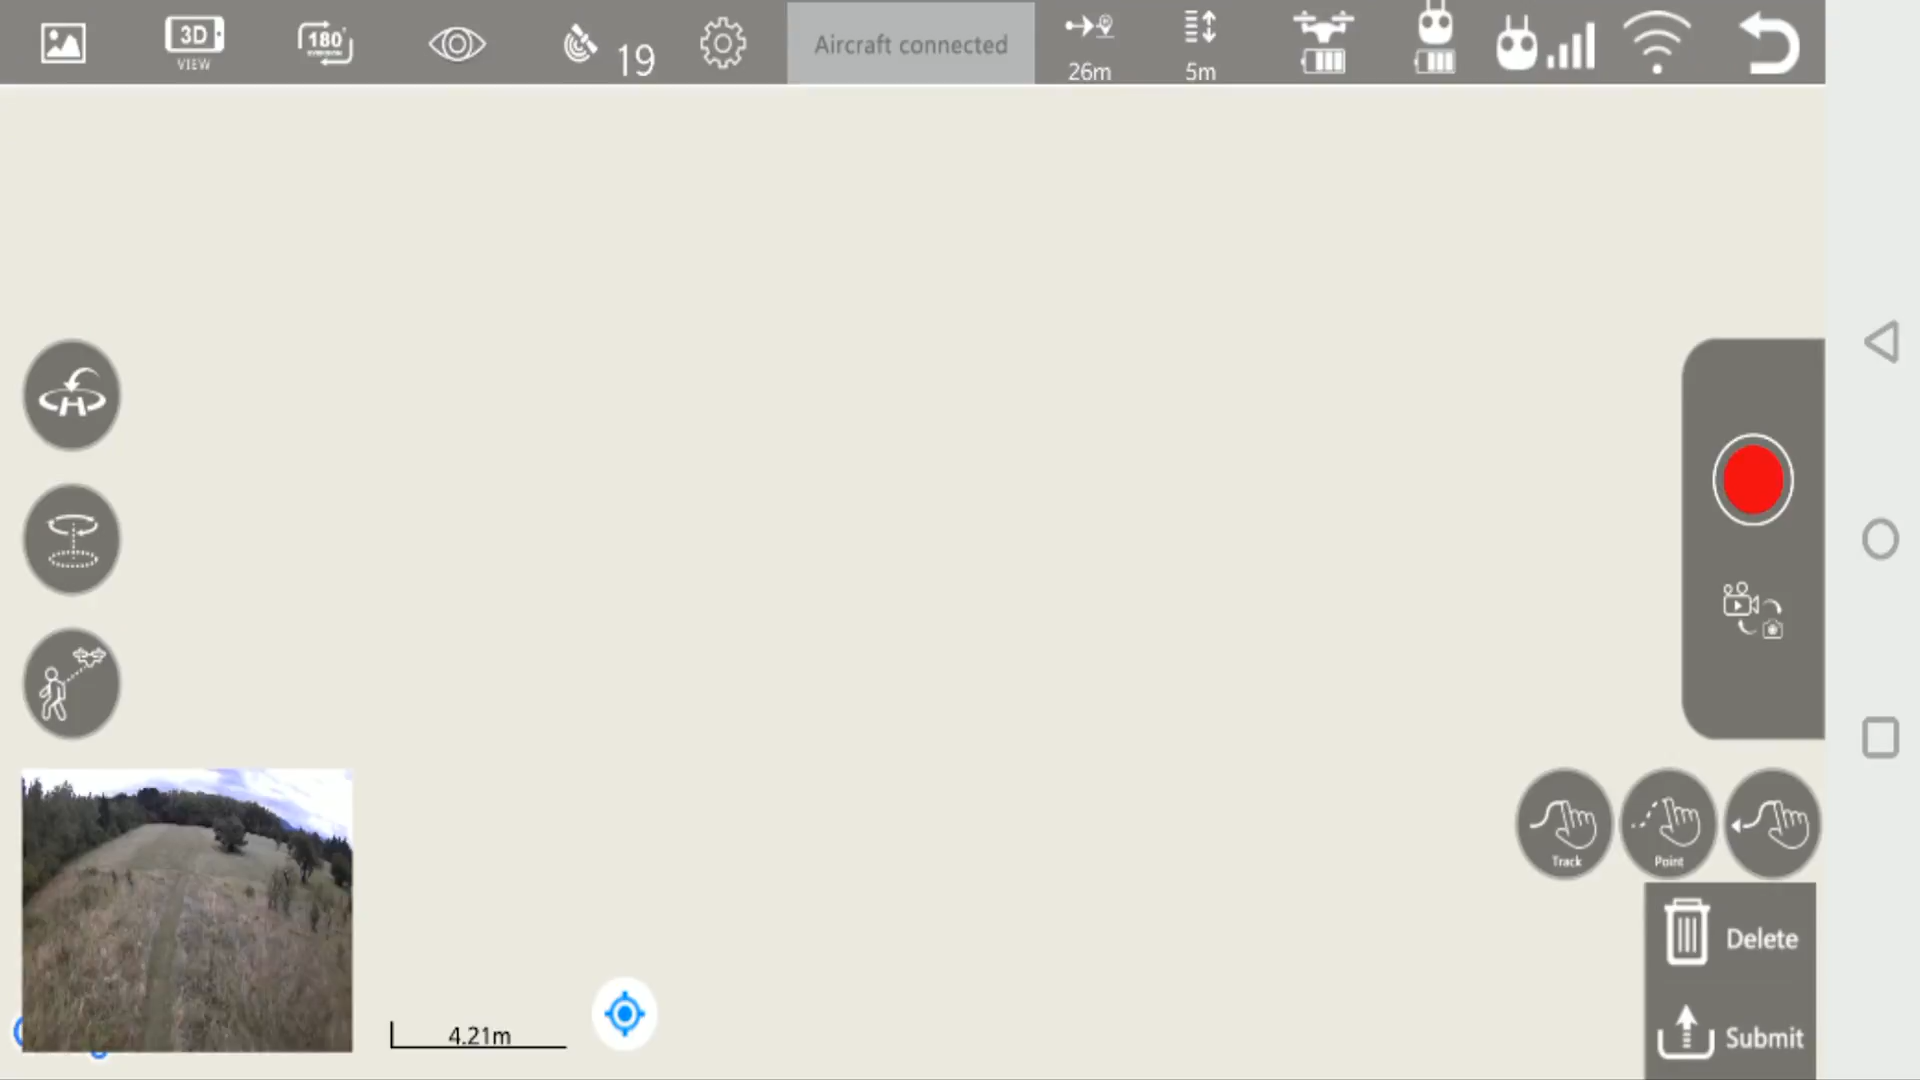 3D
VIEW
180°
19
Aircraft connected
26m
5m
Track
Point
Delete
4.21m
Submit